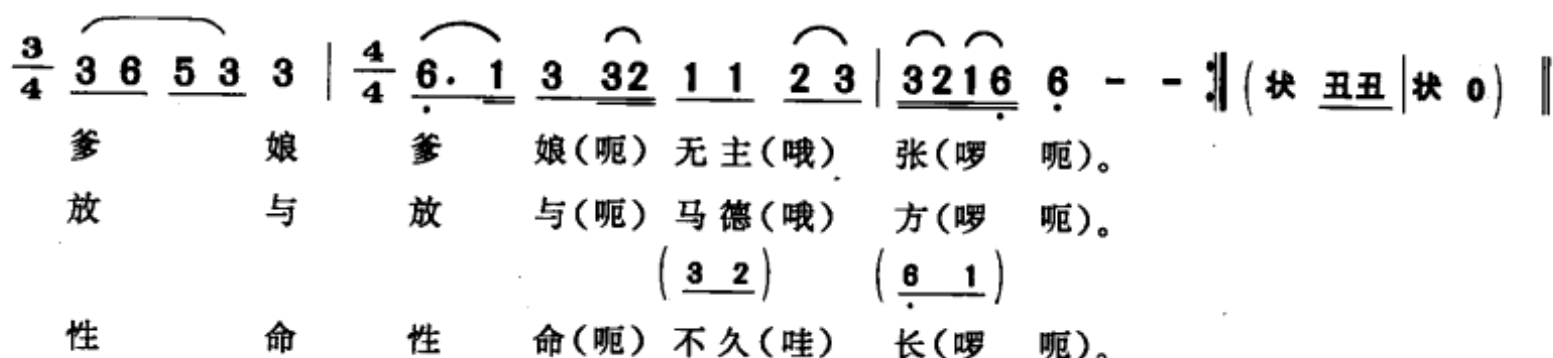 3/4 3 6 5 3 3 | 4/4 6. 1 3 32 1 1 2 3 | 3216 6 - - :‖ (状 丑丑 | 状 0) ‖
爹 娘 爹 娘(呃) 无主(哦) 张(啰 呃)。
放 与 放 与(呃) 马德(哦) 方(啰 呃)。
(3 2) (6 1)
性 命 性 命(呃) 不久(哇) 长(啰 呃)。